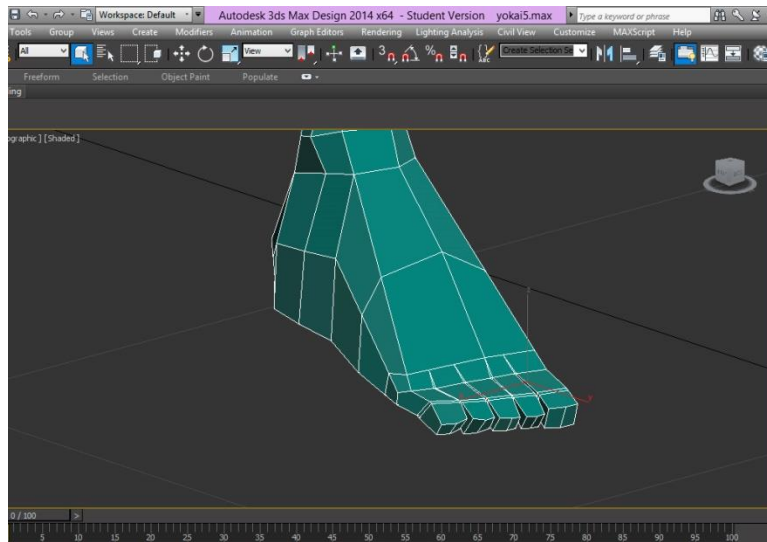 Workspace: Default Autodesk 3ds Max Design 2014 x64 - Student Version yokai5.max Type a keyword or phrase
Tools Group Views Create Modifiers Animation Graph Editors Rendering Lighting Analysis Civil View Customize MAXScript Help
All View 3 % ABC Create Selection Se
Freeform Selection Object Paint Populate
ing
ographic ] [Shaded ]
0 / 100 >
5 10 15 20 25 30 35 40 45 50 55 60 65 70 75 80 85 90 95 100